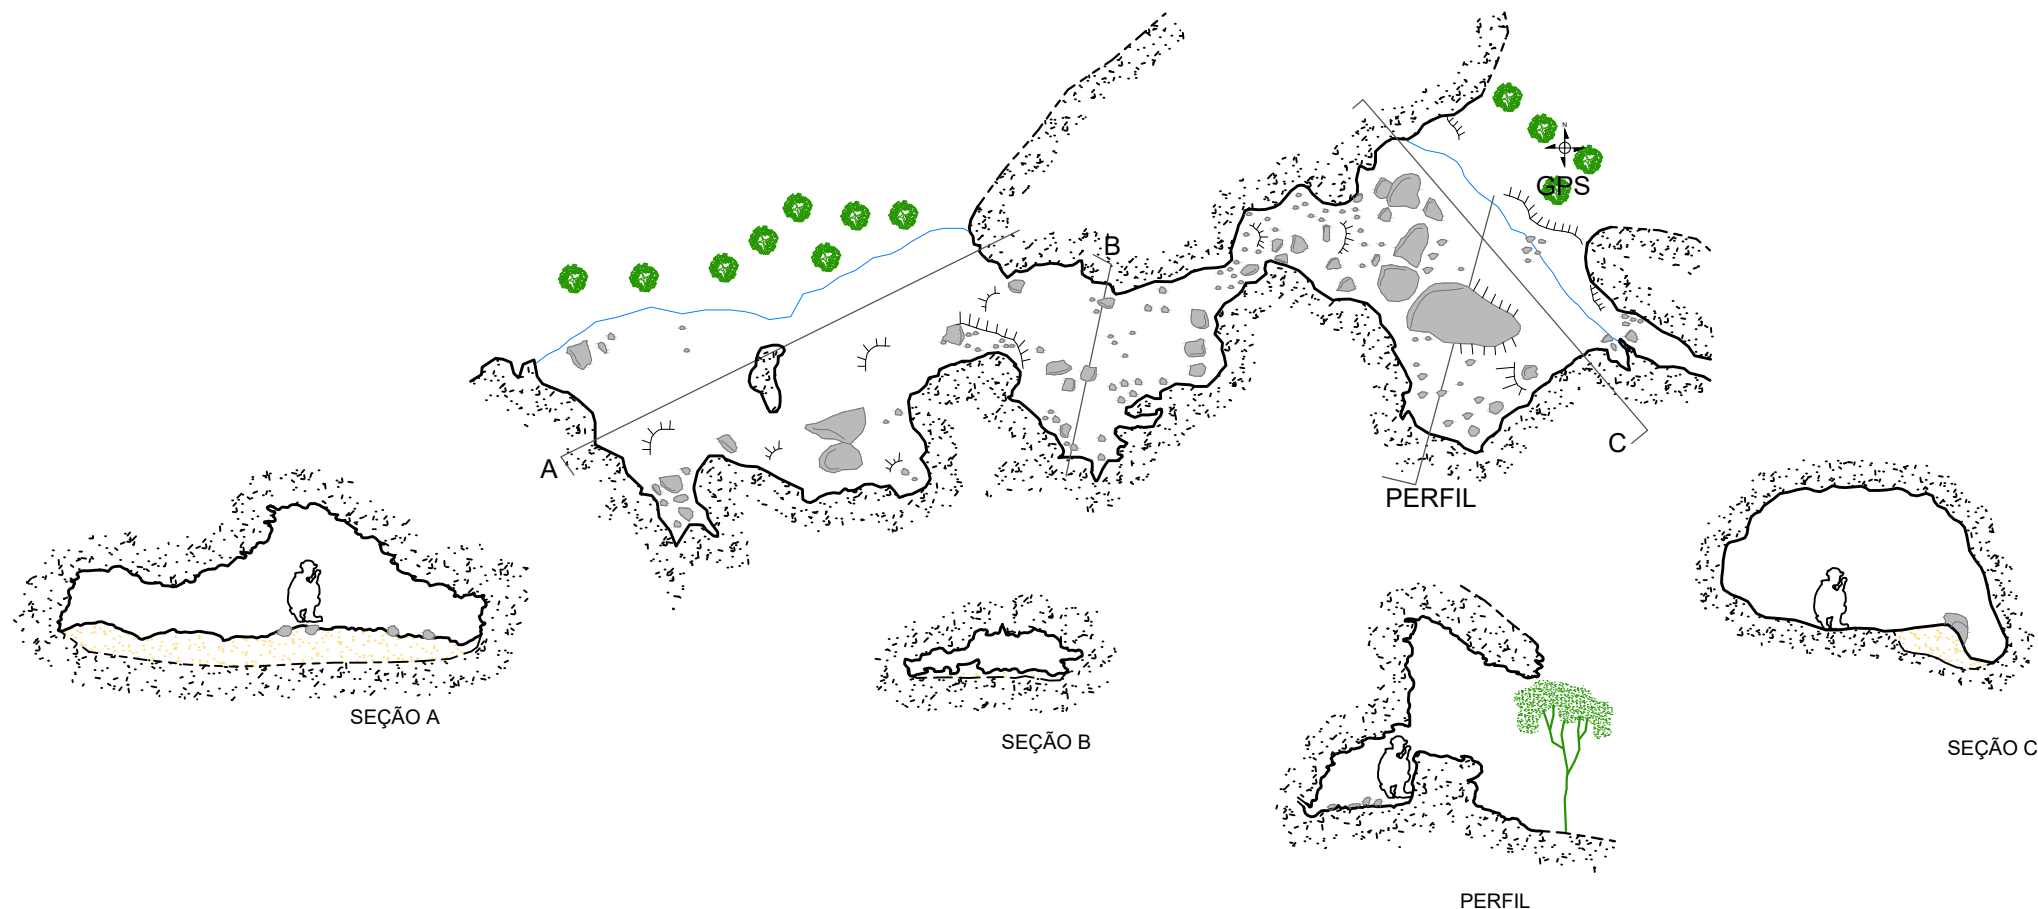 N
GPS
B
A
C
PERFIL
SEÇÃO A
SEÇÃO B
SEÇÃO C
PERFIL